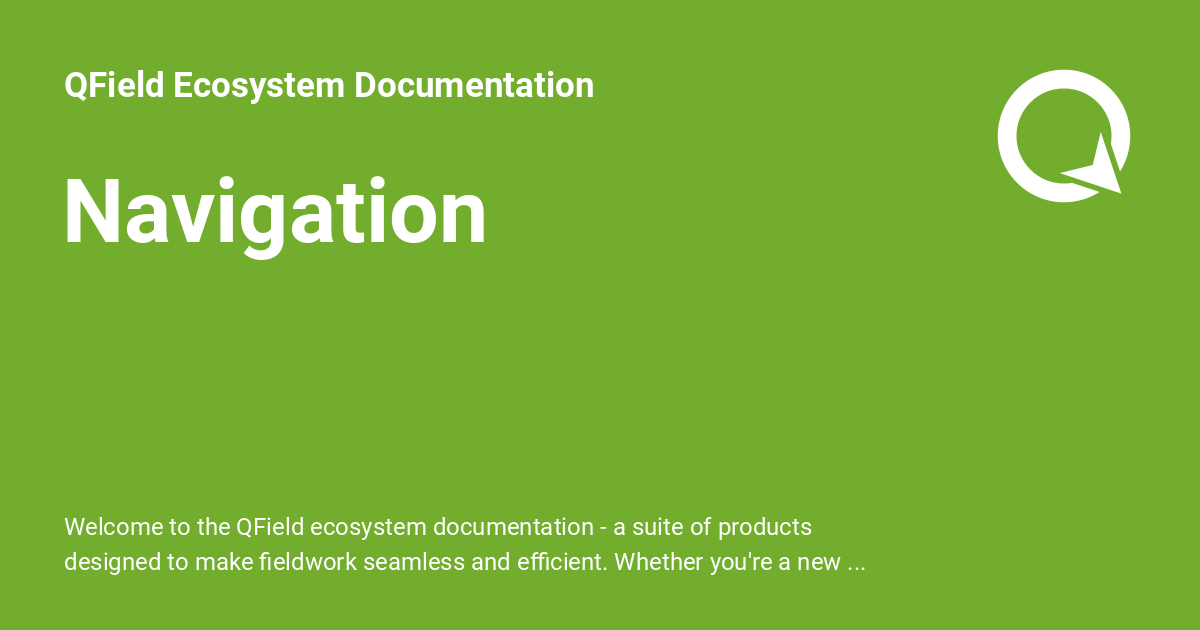 QField Ecosystem Documentation
Navigation
Welcome to the QField ecosystem documentation - a suite of products
designed to make fieldwork seamless and efficient. Whether you're a new ...